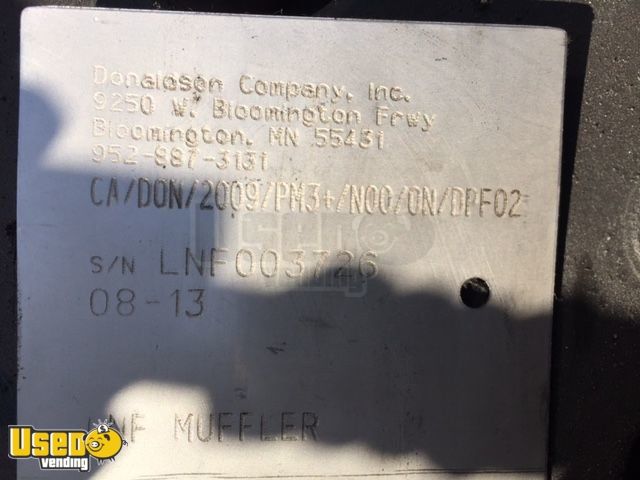 Donaldson Company, Inc.
9250 W. Bloomington Frwy
Bloomington, MN 55431
952-887-3131
CA/DON/2009/PM3+/N00/ON/DPF02
S/N LNF003726
08-13
LNF MUFFLER
Used
vending